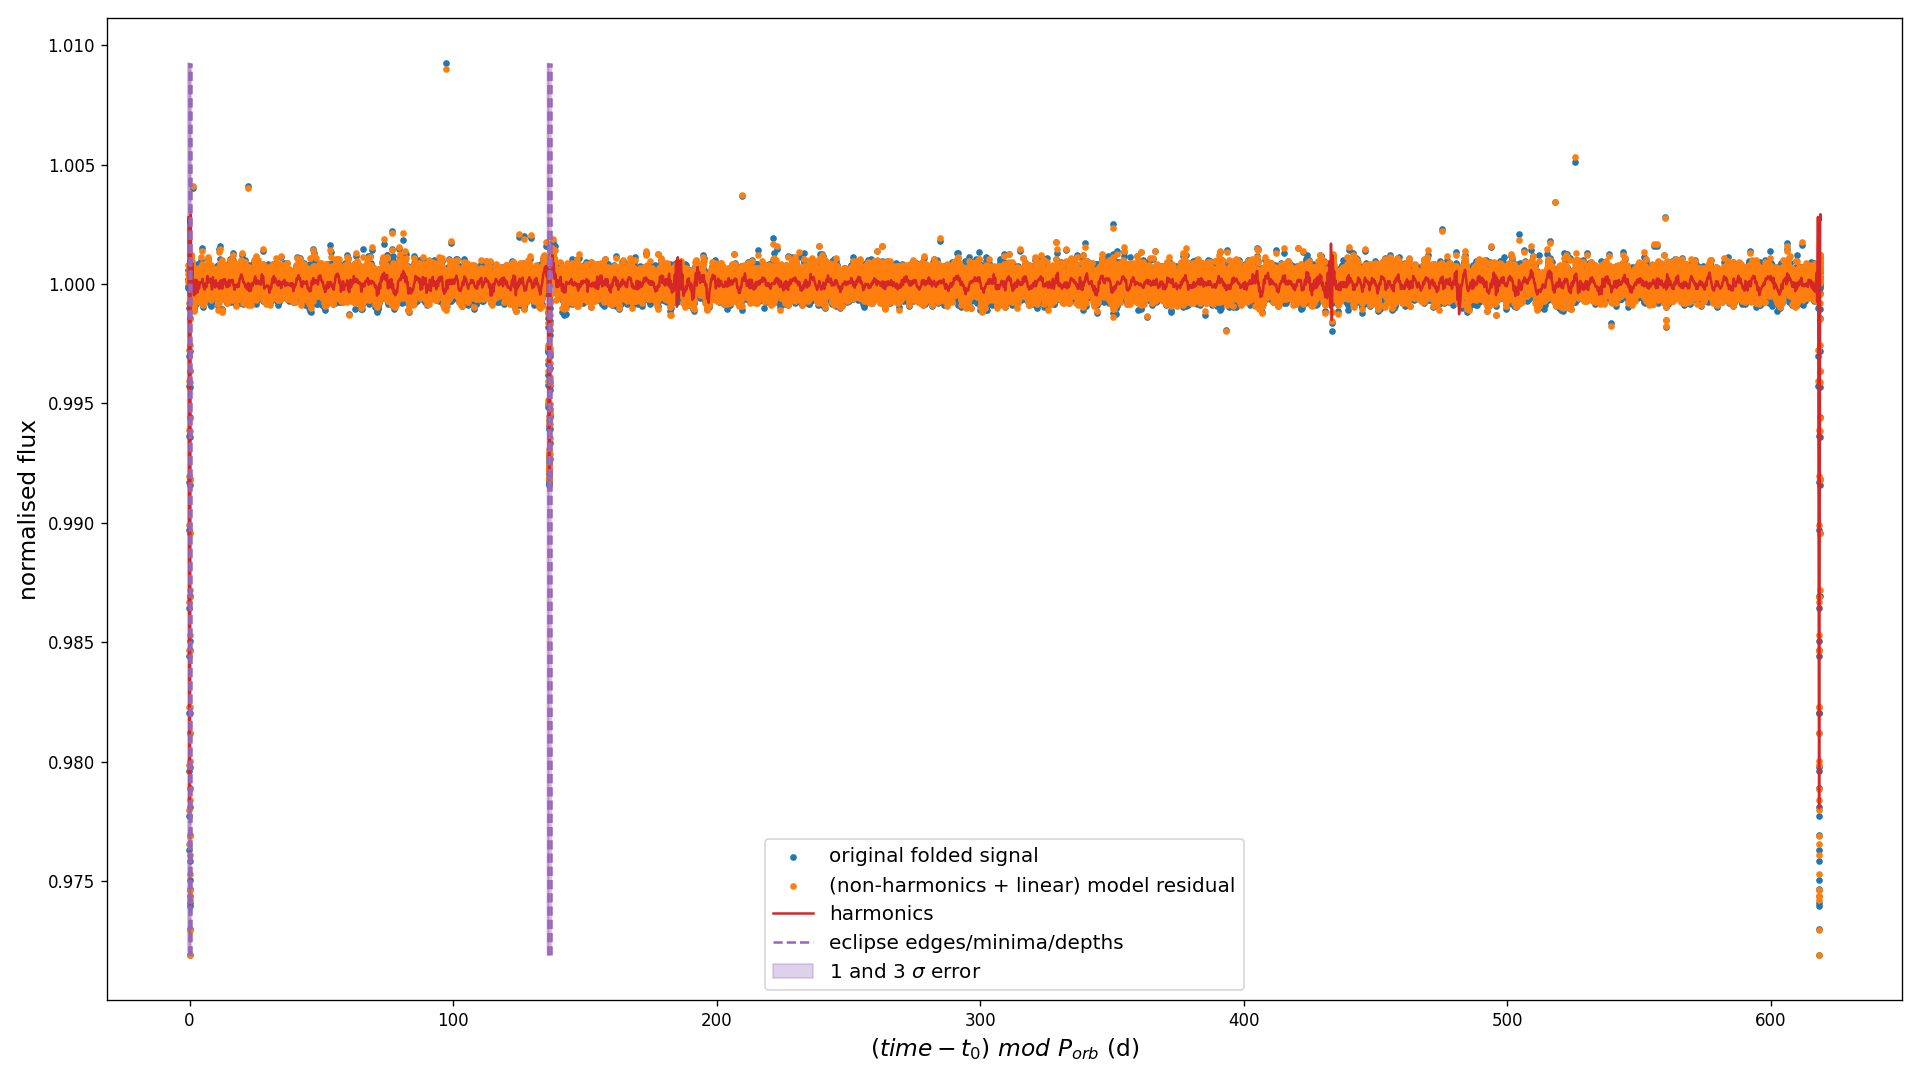 1.010
1.005
1.000
0.995
0.990
0.985
0.980
0.975
normalised flux
original folded signal
(non-harmonics + linear) model residual
harmonics
eclipse edges/minima/depths
1 and 3 σ error
0 100 200 300 400 500 600
(time − t₀) mod P_orb (d)